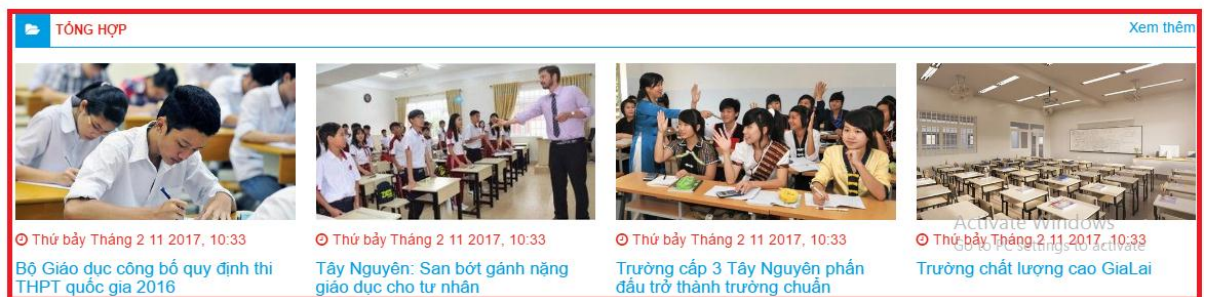 TỔNG HỢP
Xem thêm
Thứ bảy Tháng 2 11 2017, 10:33
Bộ Giáo dục công bố quy định thi
THPT quốc gia 2016
Thứ bảy Tháng 2 11 2017, 10:33
Tây Nguyên: San bớt gánh nặng
giáo dục cho tư nhân
Thứ bảy Tháng 2 11 2017, 10:33
Trường cấp 3 Tây Nguyên phấn
đấu trở thành trường chuẩn
Activate Windows
Go to PC settings to activate
Thứ bảy Tháng 2 11 2017, 10:33
Trường chất lượng cao GiaLai